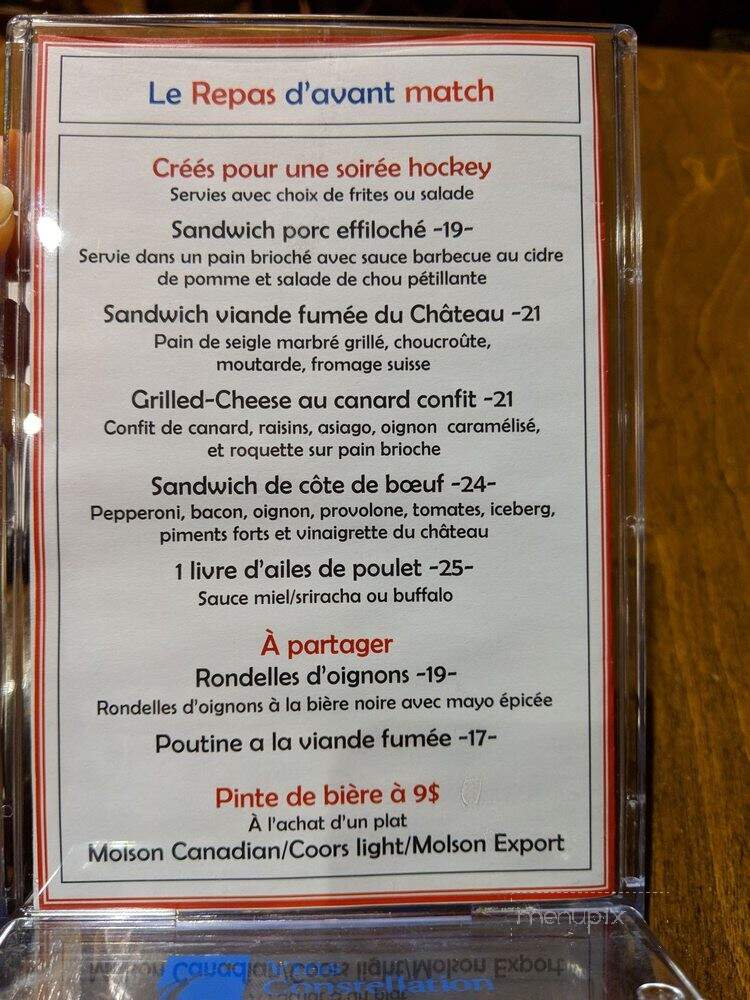 Le Repas d'avant match
Créés pour une soirée hockey
Servies avec choix de frites ou salade
Sandwich porc effiloché -19-
Servie dans un pain brioché avec sauce barbecue au cidre
de pomme et salade de chou pétillante
Sandwich viande fumée du Château -21
Pain de seigle marbré grillé, choucroûte,
moutarde, fromage suisse
Grilled-Cheese au canard confit -21
Confit de canard, raisins, asiago, oignon caramélisé,
et roquette sur pain brioche
Sandwich de côte de bœuf -24-
Pepperoni, bacon, oignon, provolone, tomates, iceberg,
piments forts et vinaigrette du château
1 livre d'ailes de poulet -25-
Sauce miel/sriracha ou buffalo
À partager
Rondelles d'oignons -19-
Rondelles d'oignons à la bière noire avec mayo épicée
Poutine a la viande fumée -17-
Pinte de bière à 9$
À l'achat d'un plat
Molson Canadian/Coors light/Molson Export
menupix
Constellation